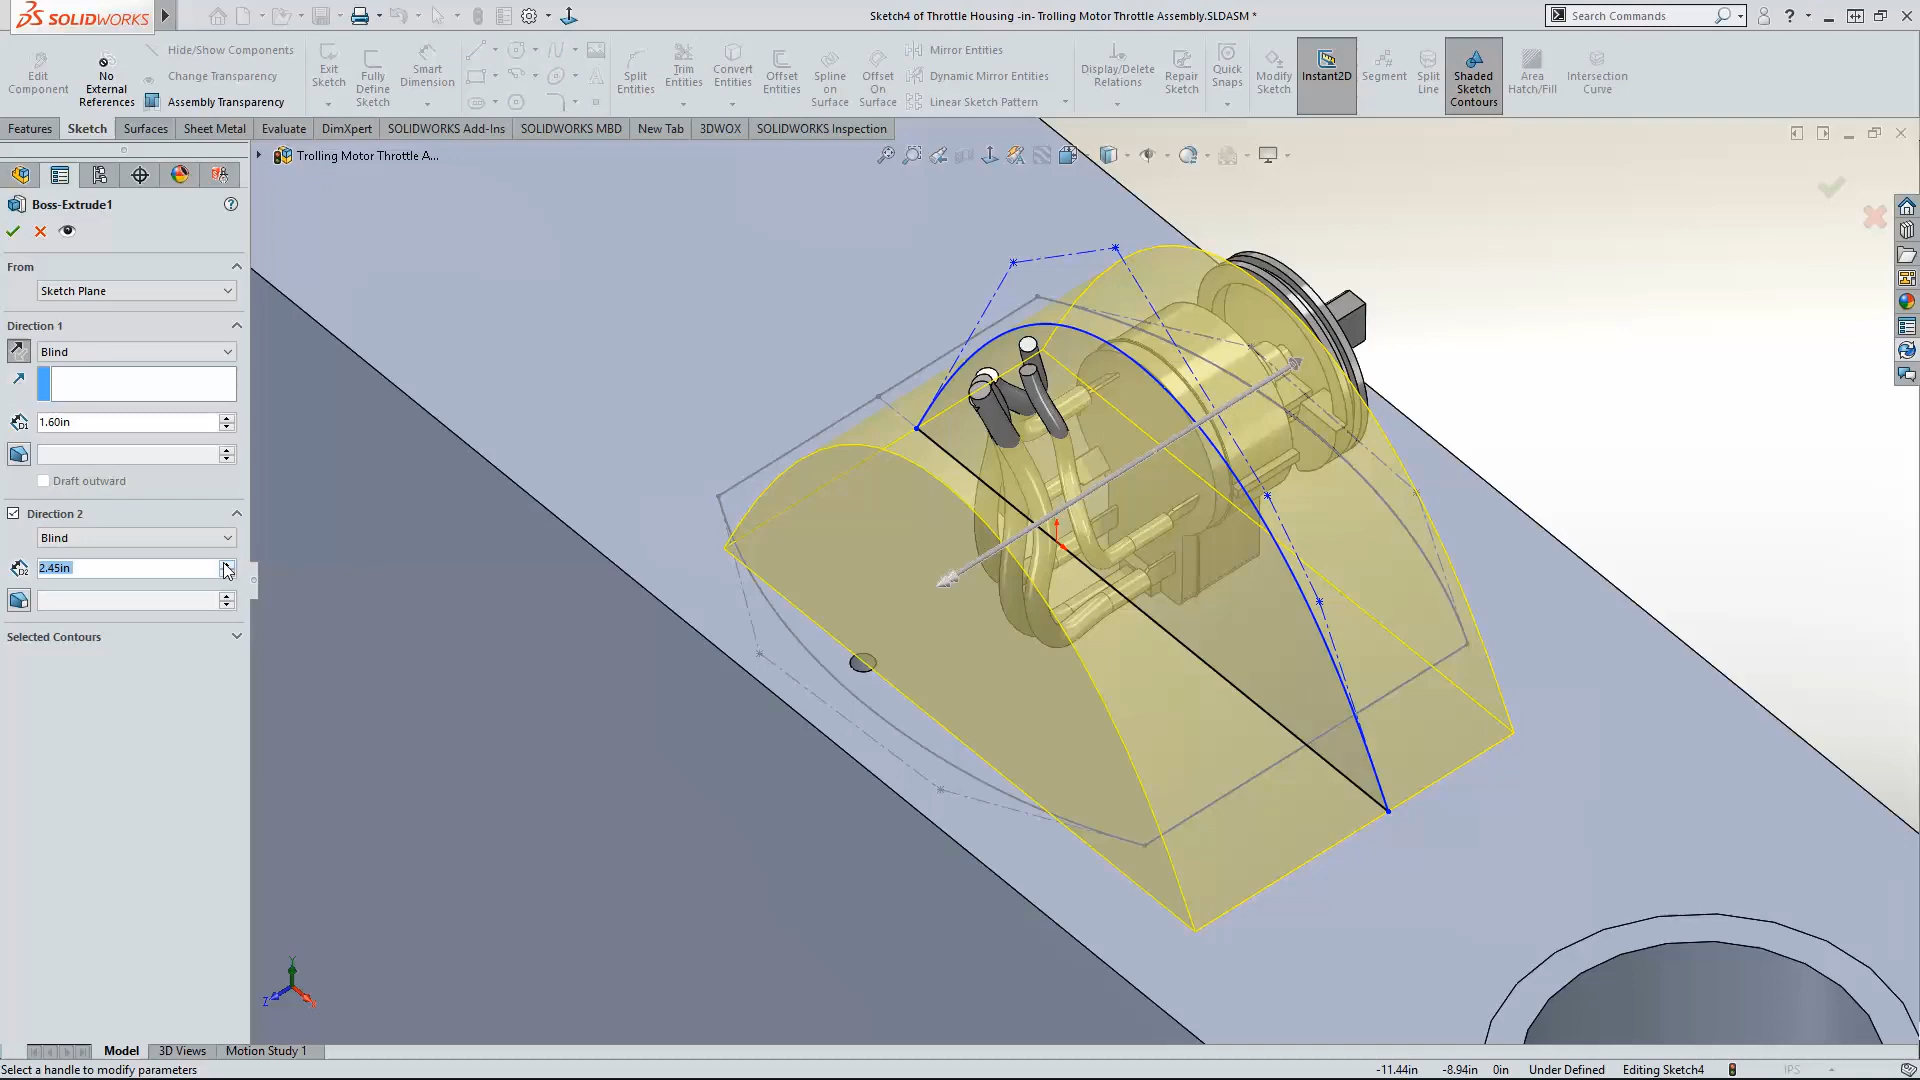 SOLIDWORKS
Sketch4 of Throttle Housing -in- Trolling Motor Throttle Assembly.SLDASM *
Search Commands
Edit Component
No External References
Hide/Show Components
Change Transparency
Assembly Transparency
Exit Sketch
Fully Define Sketch
Smart Dimension
Split Entities
Trim Entities
Convert Entities
Offset Entities
Spline on Surface
Offset On Surface
Mirror Entities
Dynamic Mirror Entities
Linear Sketch Pattern
Display/Delete Relations
Repair Sketch
Quick Snaps
Modify Sketch
Instant2D
Segment
Split Line
Shaded Sketch Contours
Area Hatch/Fill
Intersection Curve
Features
Sketch
Surfaces
Sheet Metal
Evaluate
DimXpert
SOLIDWORKS Add-Ins
SOLIDWORKS MBD
New Tab
3DWOX
SOLIDWORKS Inspection
Trolling Motor Throttle A...
Boss-Extrude1
From
Sketch Plane
Direction 1
Blind
D1
1.60in
Draft outward
Direction 2
Blind
D2
2.45in
Selected Contours
Y
Z
X
Model
3D Views
Motion Study 1
Select a handle to modify parameters
-11.44in
-8.94in
0in
Under Defined
Editing Sketch4
IPS